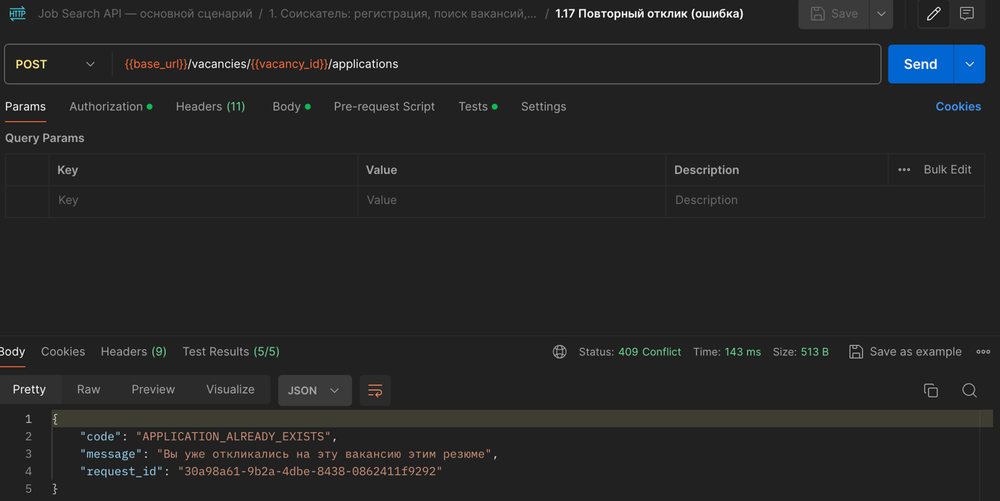 HTTP Job Search API — основной сценарий / 1. Соискатель: регистрация, поиск вакансий,... / 1.17 Повторный отклик (ошибка) Save
POST {{base_url}}/vacancies/{{vacancy_id}}/applications Send
Params Authorization Headers (11) Body Pre-request Script Tests Settings Cookies
Query Params
Key Value Description Bulk Edit
Key Value Description
Body Cookies Headers (9) Test Results (5/5) Status: 409 Conflict Time: 143 ms Size: 513 B Save as example
Pretty Raw Preview Visualize JSON
1 {
2 "code": "APPLICATION_ALREADY_EXISTS",
3 "message": "Вы уже откликались на эту вакансию этим резюме",
4 "request_id": "30a98a61-9b2a-4dbe-8438-0862411f9292"
5 }